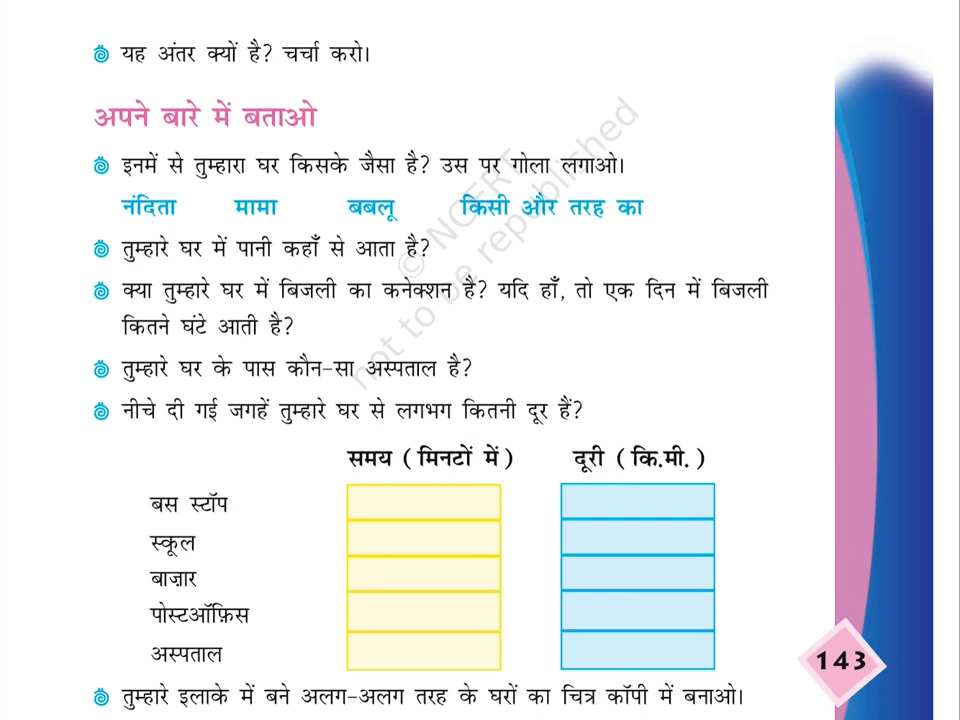 यह अंतर क्यों है? चर्चा करो।
अपने बारे में बताओ
इनमें से तुम्हारा घर किसके जैसा है? उस पर गोला लगाओ।
नंदिता मामा बबलू किसी और तरह का
तुम्हारे घर में पानी कहाँ से आता है?
क्या तुम्हारे घर में बिजली का कनेक्शन है? यदि हाँ, तो एक दिन में बिजली
कितने घंटे आती है?
तुम्हारे घर के पास कौन-सा अस्पताल है?
नीचे दी गई जगहें तुम्हारे घर से लगभग कितनी दूर हैं?
समय (मिनटों में) दूरी (कि.मी.)
बस स्टॉप
स्कूल
बाज़ार
पोस्टऑफ़िस
अस्पताल
तुम्हारे इलाके में बने अलग-अलग तरह के घरों का चित्र कॉपी में बनाओ।
143
© NCERT
not to be republished